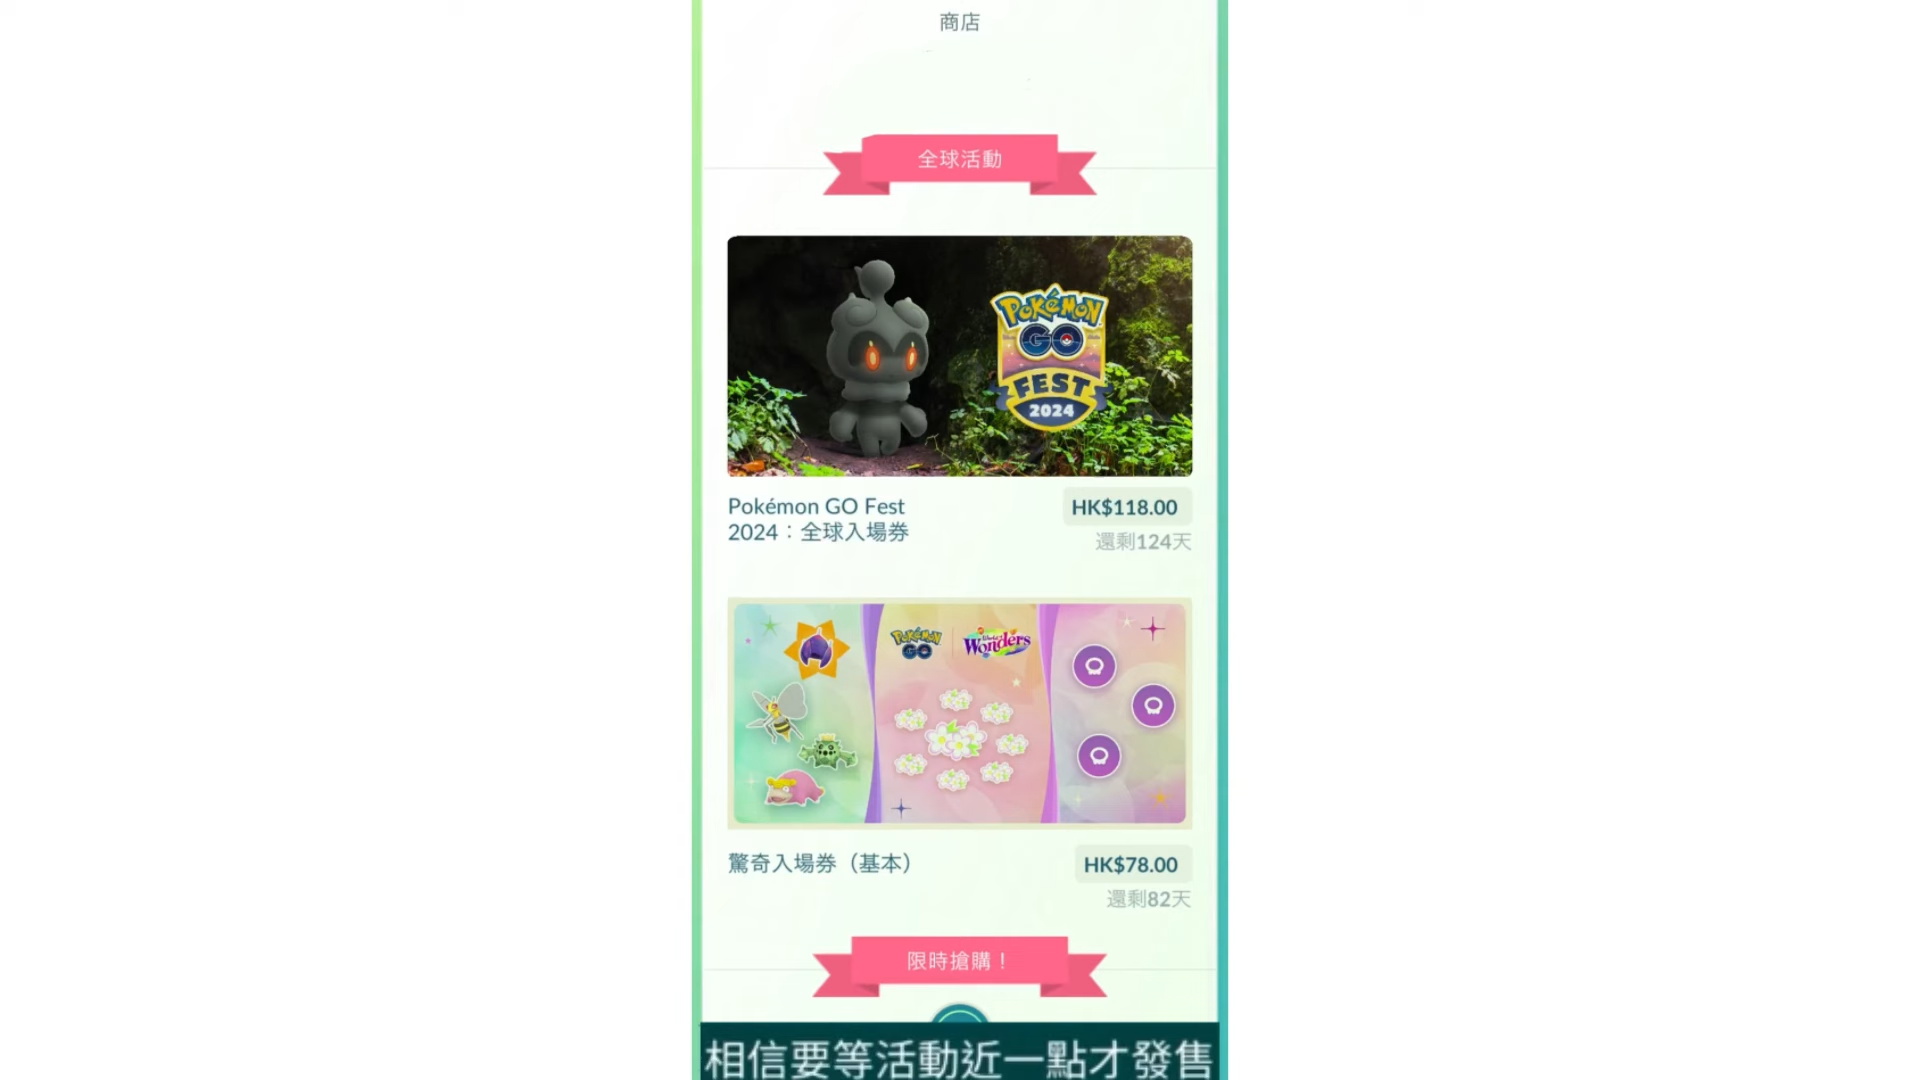 商店
全球活動
POKÉMON
GO
FEST
2024
Pokémon GO Fest
2024：全球入場券
HK$118.00
還剩124天
POKÉMON
GO
Wonders
驚奇入場券（基本）
HK$78.00
還剩82天
限時搶購！
相信要等活動近一點才發售